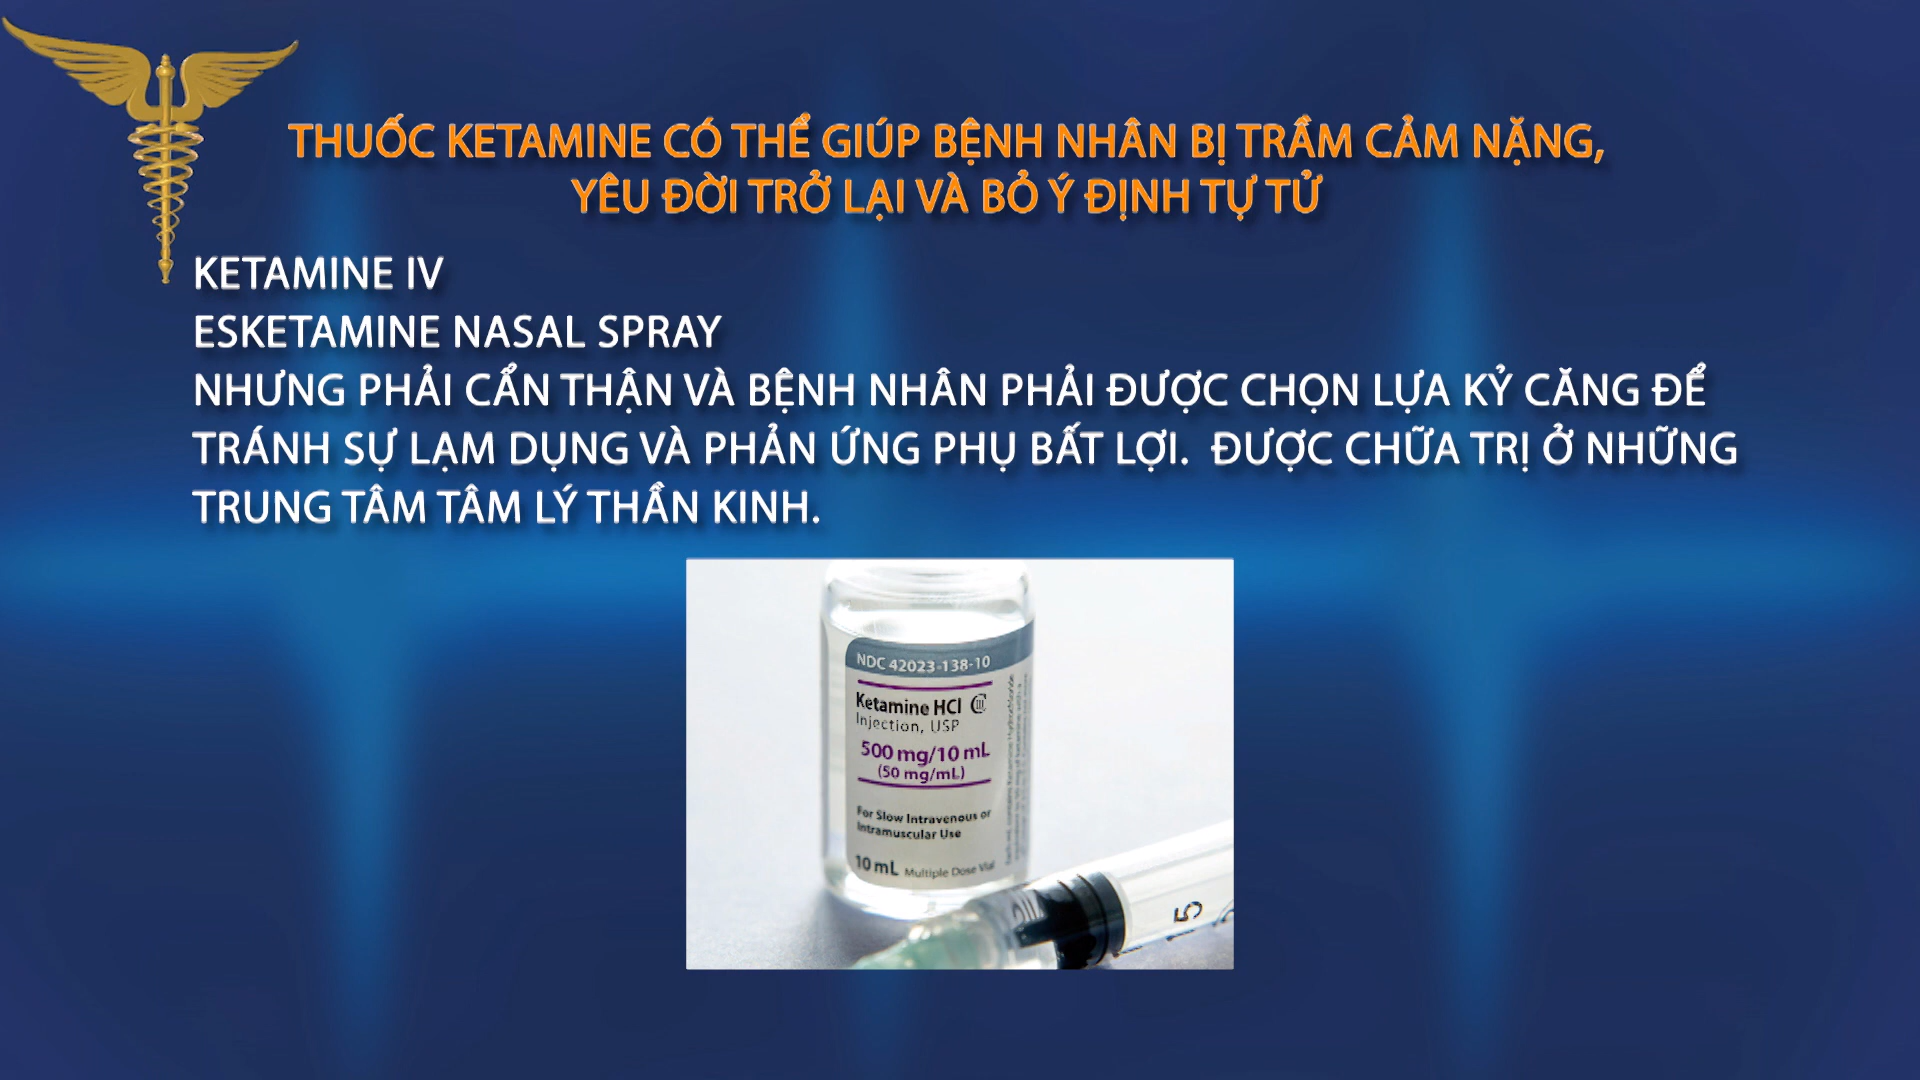 THUỐC KETAMINE CÓ THỂ GIÚP BỆNH NHÂN BỊ TRẦM CẢM NẶNG,
YÊU ĐỜI TRỞ LẠI VÀ BỎ Ý ĐỊNH TỰ TỬ
KETAMINE IV
ESKETAMINE NASAL SPRAY
NHƯNG PHẢI CẨN THẬN VÀ BỆNH NHÂN PHẢI ĐƯỢC CHỌN LỰA KỶ CĂNG ĐỂ
TRÁNH SỰ LẠM DỤNG VÀ PHẢN ỨNG PHỤ BẤT LỢI. ĐƯỢC CHỮA TRỊ Ở NHỮNG
TRUNG TÂM TÂM LÝ THẦN KINH.
NDC 42023-138-10
Ketamine HCl CIII
Injection, USP
500 mg/10 mL
(50 mg/mL)
For Slow Intravenous or
Intramuscular Use
10 mL Multiple Dose Vial
15